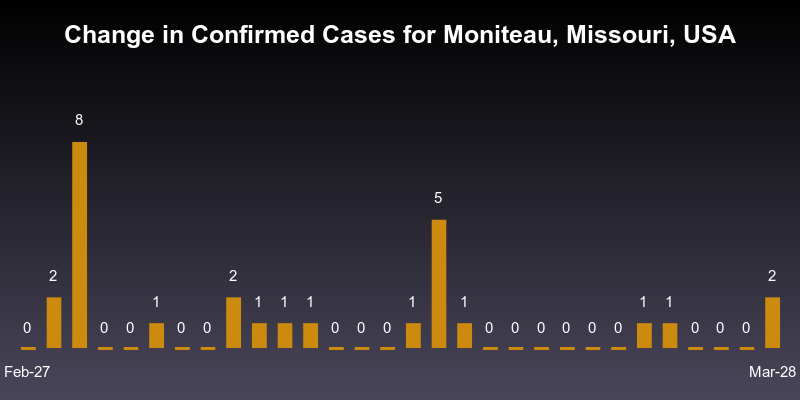 Change in Confirmed Cases for Moniteau, Missouri, USA
0 2 8 0 0 1 0 0 2 1 1 1 0 0 0 1 5 1 0 0 0 0 0 0 1 1 0 0 0 2
Feb-27 Mar-28